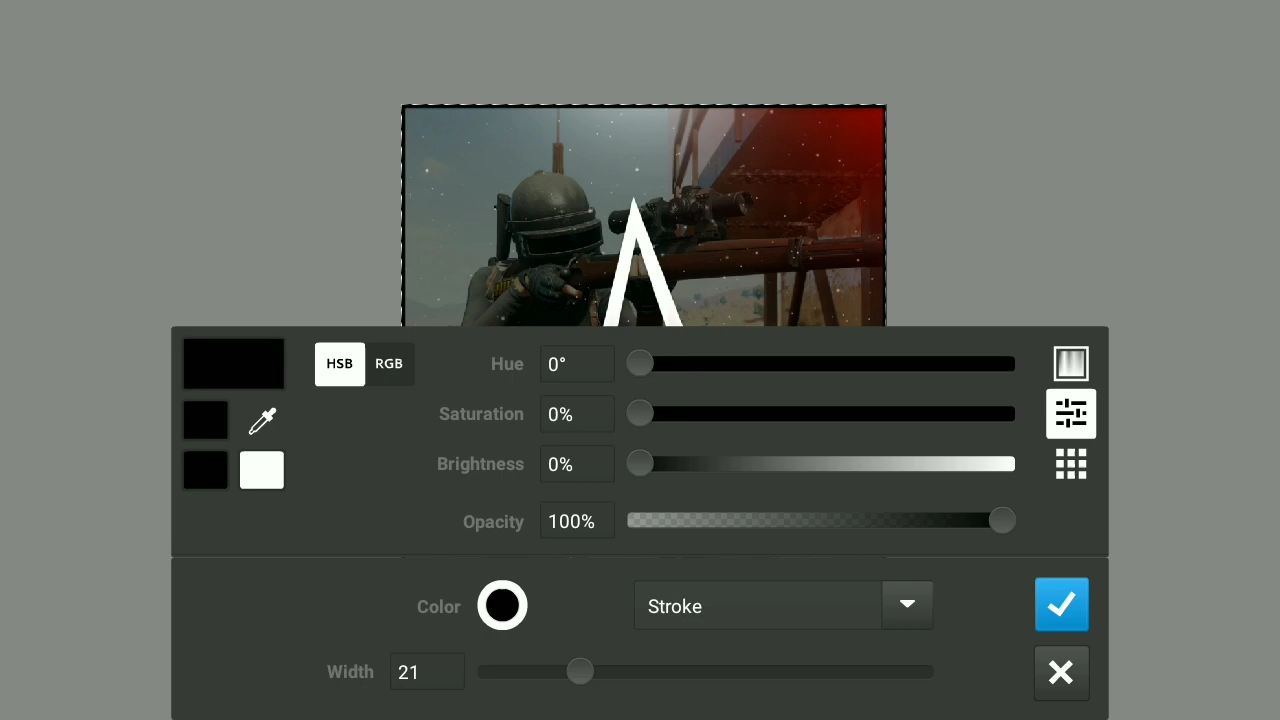 HSB RGB Hue 0°
Saturation 0%
Brightness 0%
Opacity 100%
Color Stroke
Width 21